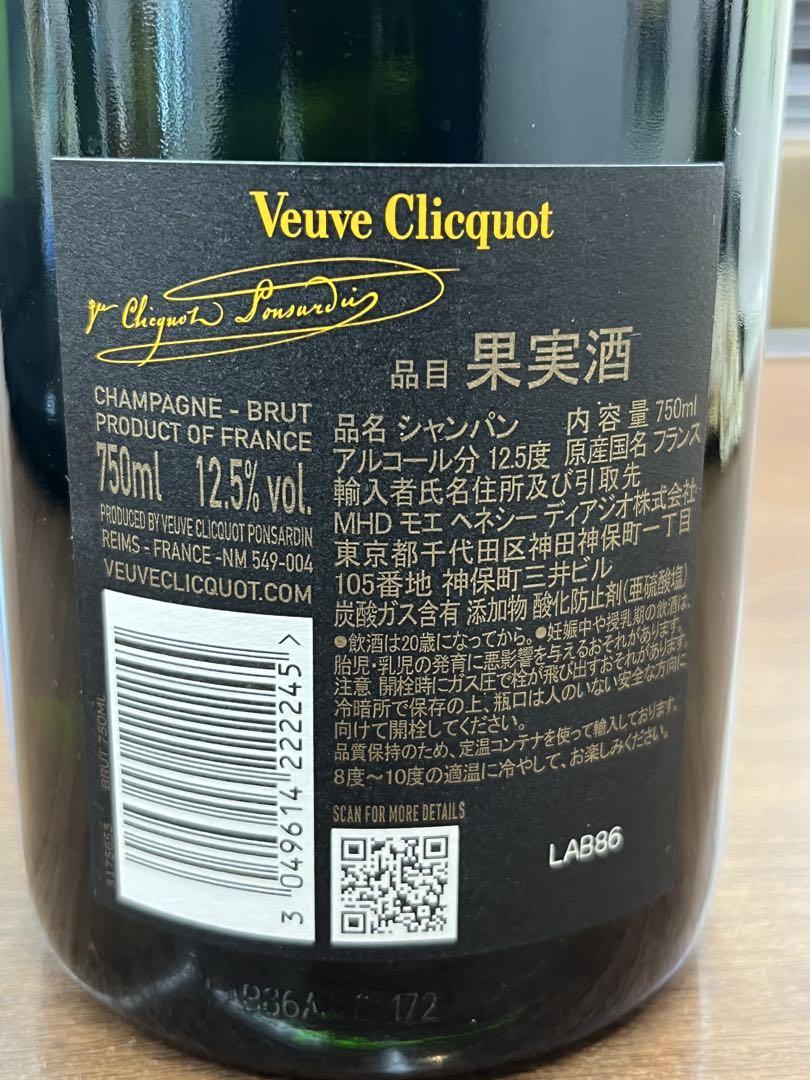 Veuve Clicquot
Vve Clicquot Ponsardin
品目 果実酒
CHAMPAGNE - BRUT
PRODUCT OF FRANCE
750ml 12.5% vol.
PRODUCED BY VEUVE CLICQUOT PONSARDIN
REIMS - FRANCE - NM 549-004
VEUVECLICQUOT.COM
品名 シャンパン 内容量 750ml
アルコール分 12.5度 原産国名 フランス
輸入者氏名住所及び引取先
MHD モエ ヘネシー ディアジオ株式会社
東京都千代田区神田神保町一丁目
105番地 神保町三井ビル
炭酸ガス含有 添加物 酸化防止剤(亜硫酸塩)
●飲酒は20歳になってから。●妊娠中や授乳期の飲酒は、
胎児・乳児の発育に悪影響を与えるおそれがあります。
注意 開栓時にガス圧で栓が飛び出すおそれがあります。
冷暗所で保存の上、瓶口は人のいない安全な方向に
向けて開栓してください。
品質保持のため、定温コンテナを使って輸入しております。
8度～10度の適温に冷やして、お楽しみください。
SCAN FOR MORE DETAILS
LAB86
3 049614 222245 >
3175653 BRUT750ML
172